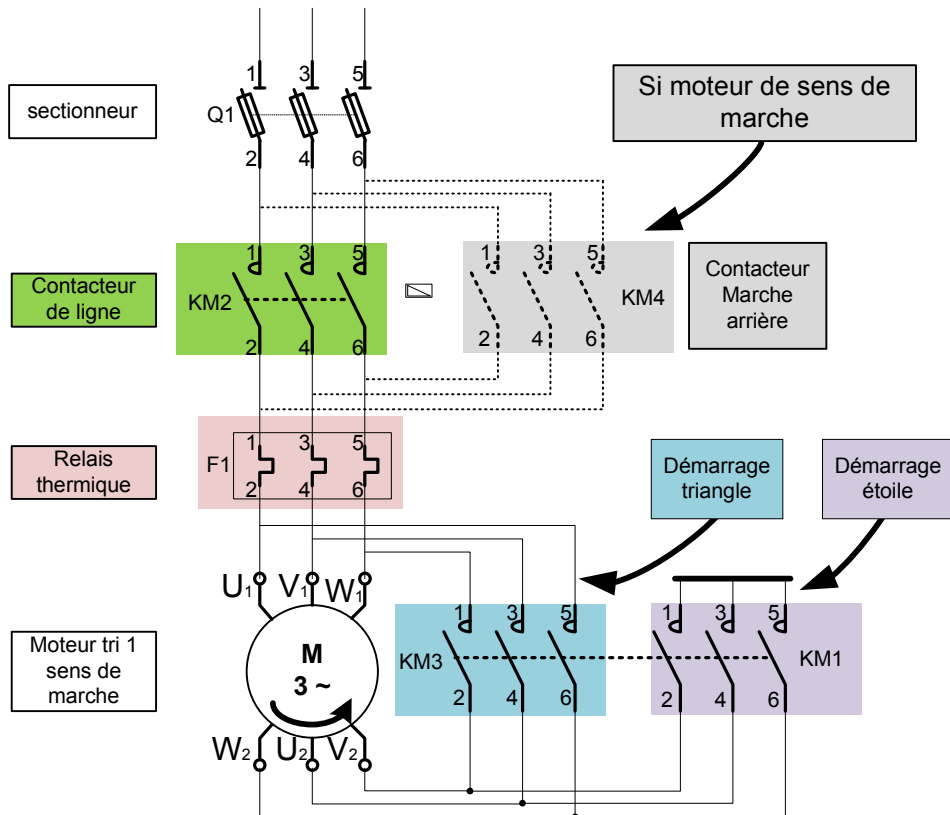 1 3 5
sectionneur
Q1
2 4 6
Si moteur de sens de
marche
1 3 5
Contacteur
de ligne
KM2
2 4 6
1 3 5
KM4
2 4 6
Contacteur
Marche
arrière
Relais
thermique
F1
1 3 5
2 4 6
Démarrage
triangle
Démarrage
étoile
U1 V1 W1
Moteur tri 1
sens de
marche
M
3 ~
W2 U2 V2
1 3 5
KM3
2 4 6
1 3 5
KM1
2 4 6